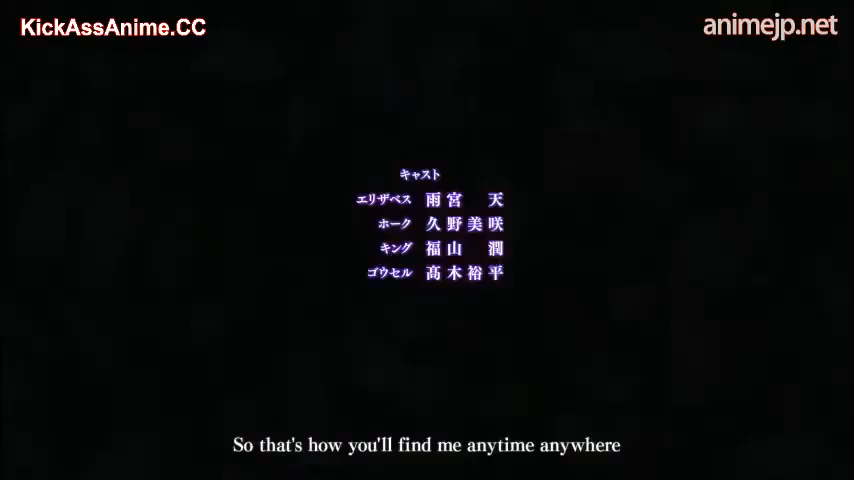 KickAssAnime.CC
animejp.net
キャスト
エリザベス 雨宮 天
ホーク 久野美咲
キング 福山 潤
ゴウセル 髙木裕平
So that's how you'll find me anytime anywhere